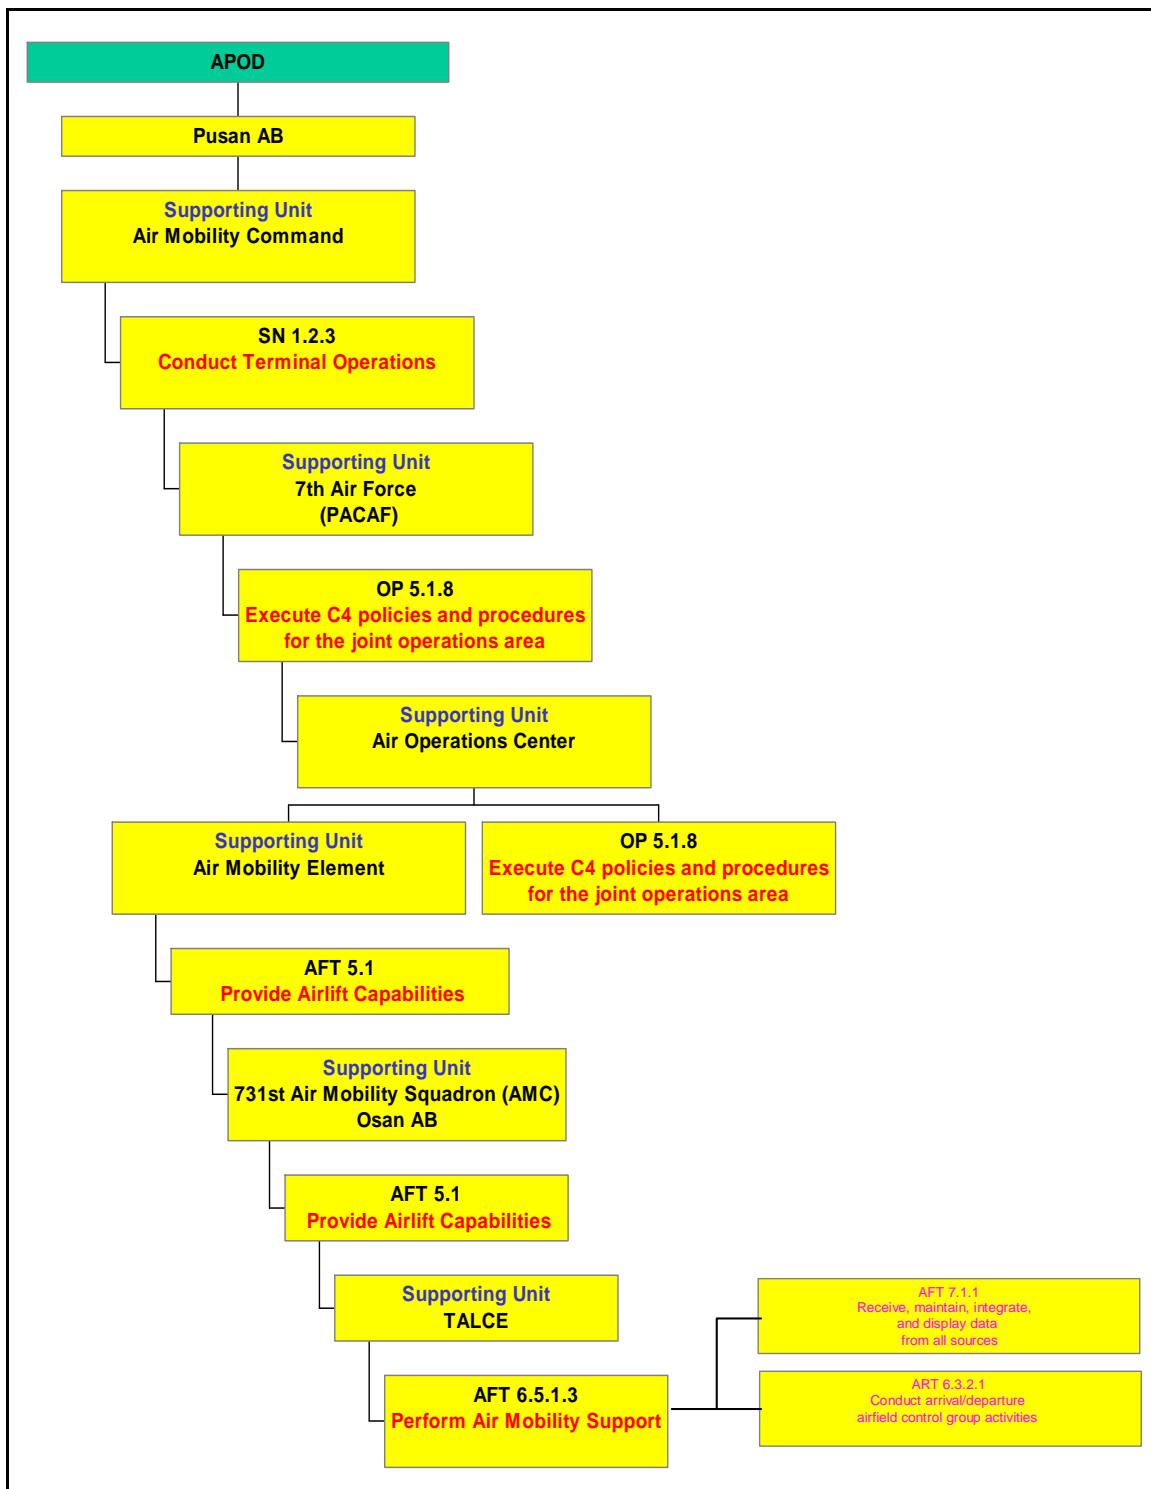 APOD
Pusan AB
Supporting Unit
Air Mobility Command
SN 1.2.3
Conduct Terminal Operations
Supporting Unit
7th Air Force
(PACAF)
OP 5.1.8
Execute C4 policies and procedures
for the joint operations area
Supporting Unit
Air Operations Center
Supporting Unit
Air Mobility Element
OP 5.1.8
Execute C4 policies and procedures
for the joint operations area
AFT 5.1
Provide Airlift Capabilities
Supporting Unit
731st Air Mobility Squadron (AMC)
Osan AB
AFT 5.1
Provide Airlift Capabilities
Supporting Unit
TALCE
AFT 6.5.1.3
Perform Air Mobility Support
AFT 7.1.1
Receive, maintain, integrate,
and display data
from all sources
ART 6.3.2.1
Conduct arrival/departure
airfield control group activities